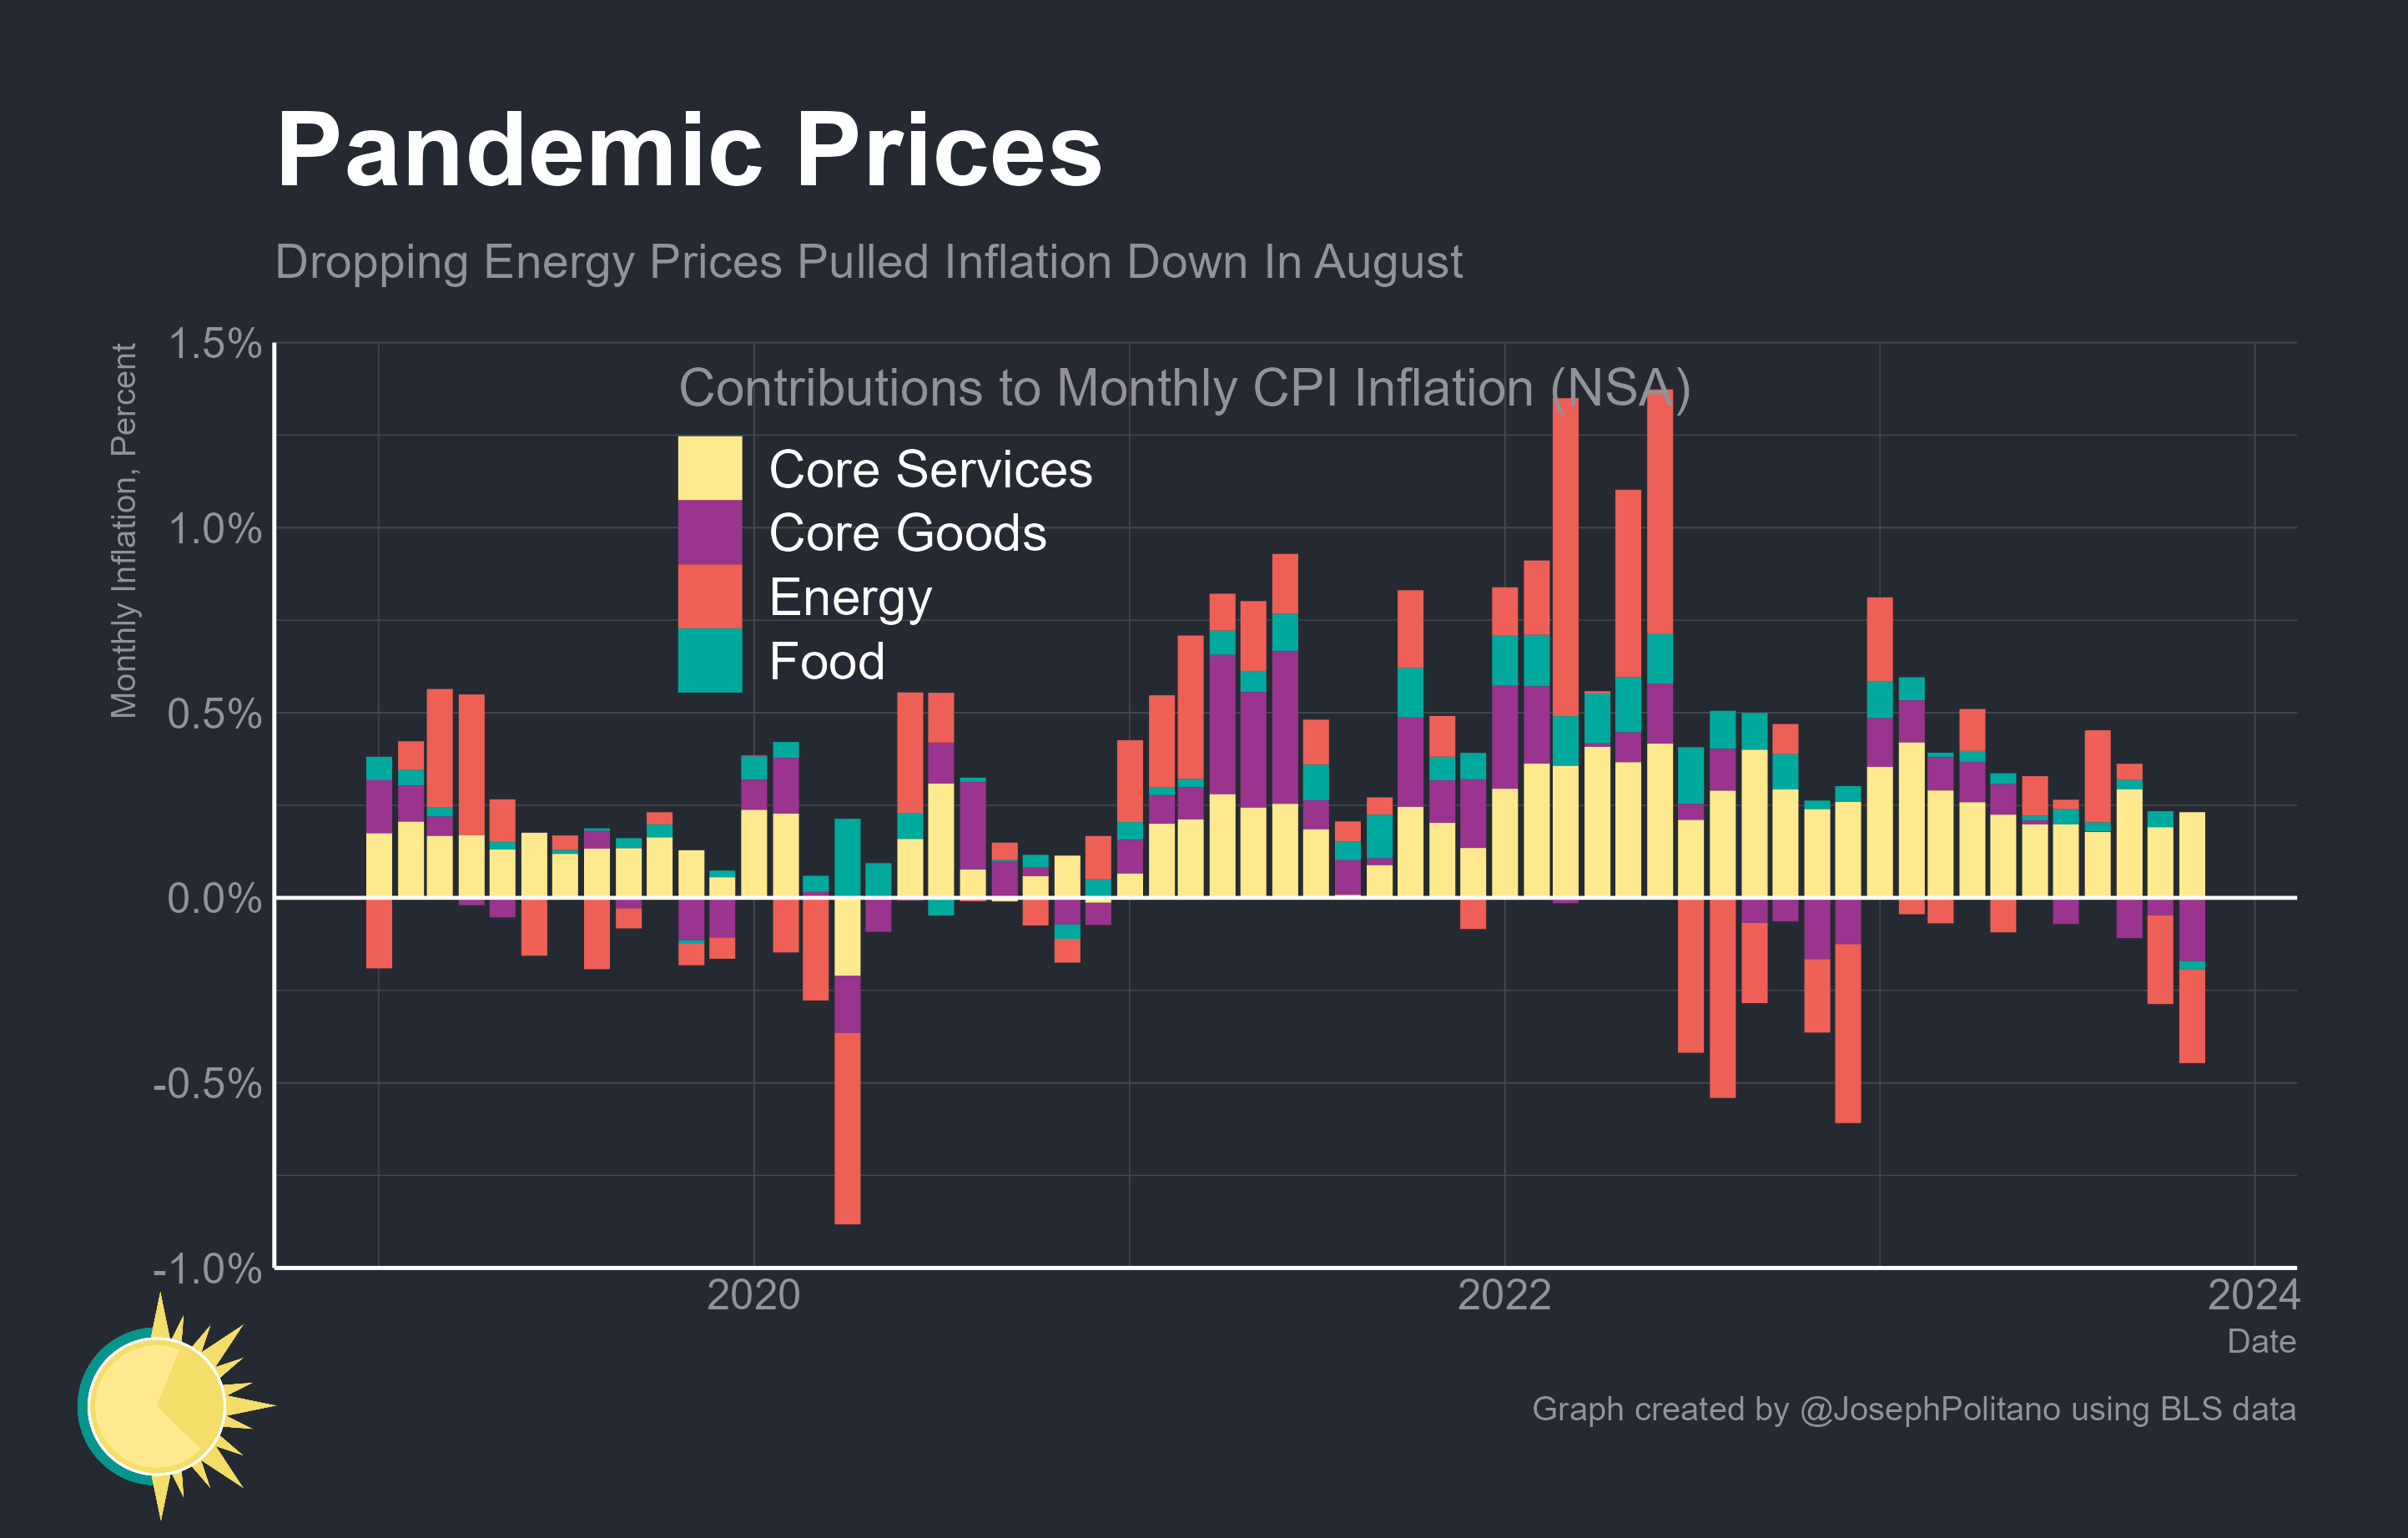 Pandemic Prices
Dropping Energy Prices Pulled Inflation Down In August
Monthly Inflation, Percent
1.5%
1.0%
0.5%
0.0%
-0.5%
-1.0%
Contributions to Monthly CPI Inflation (NSA)
Core Services
Core Goods
Energy
Food
2020
2022
2024
Date
Graph created by @JosephPolitano using BLS data